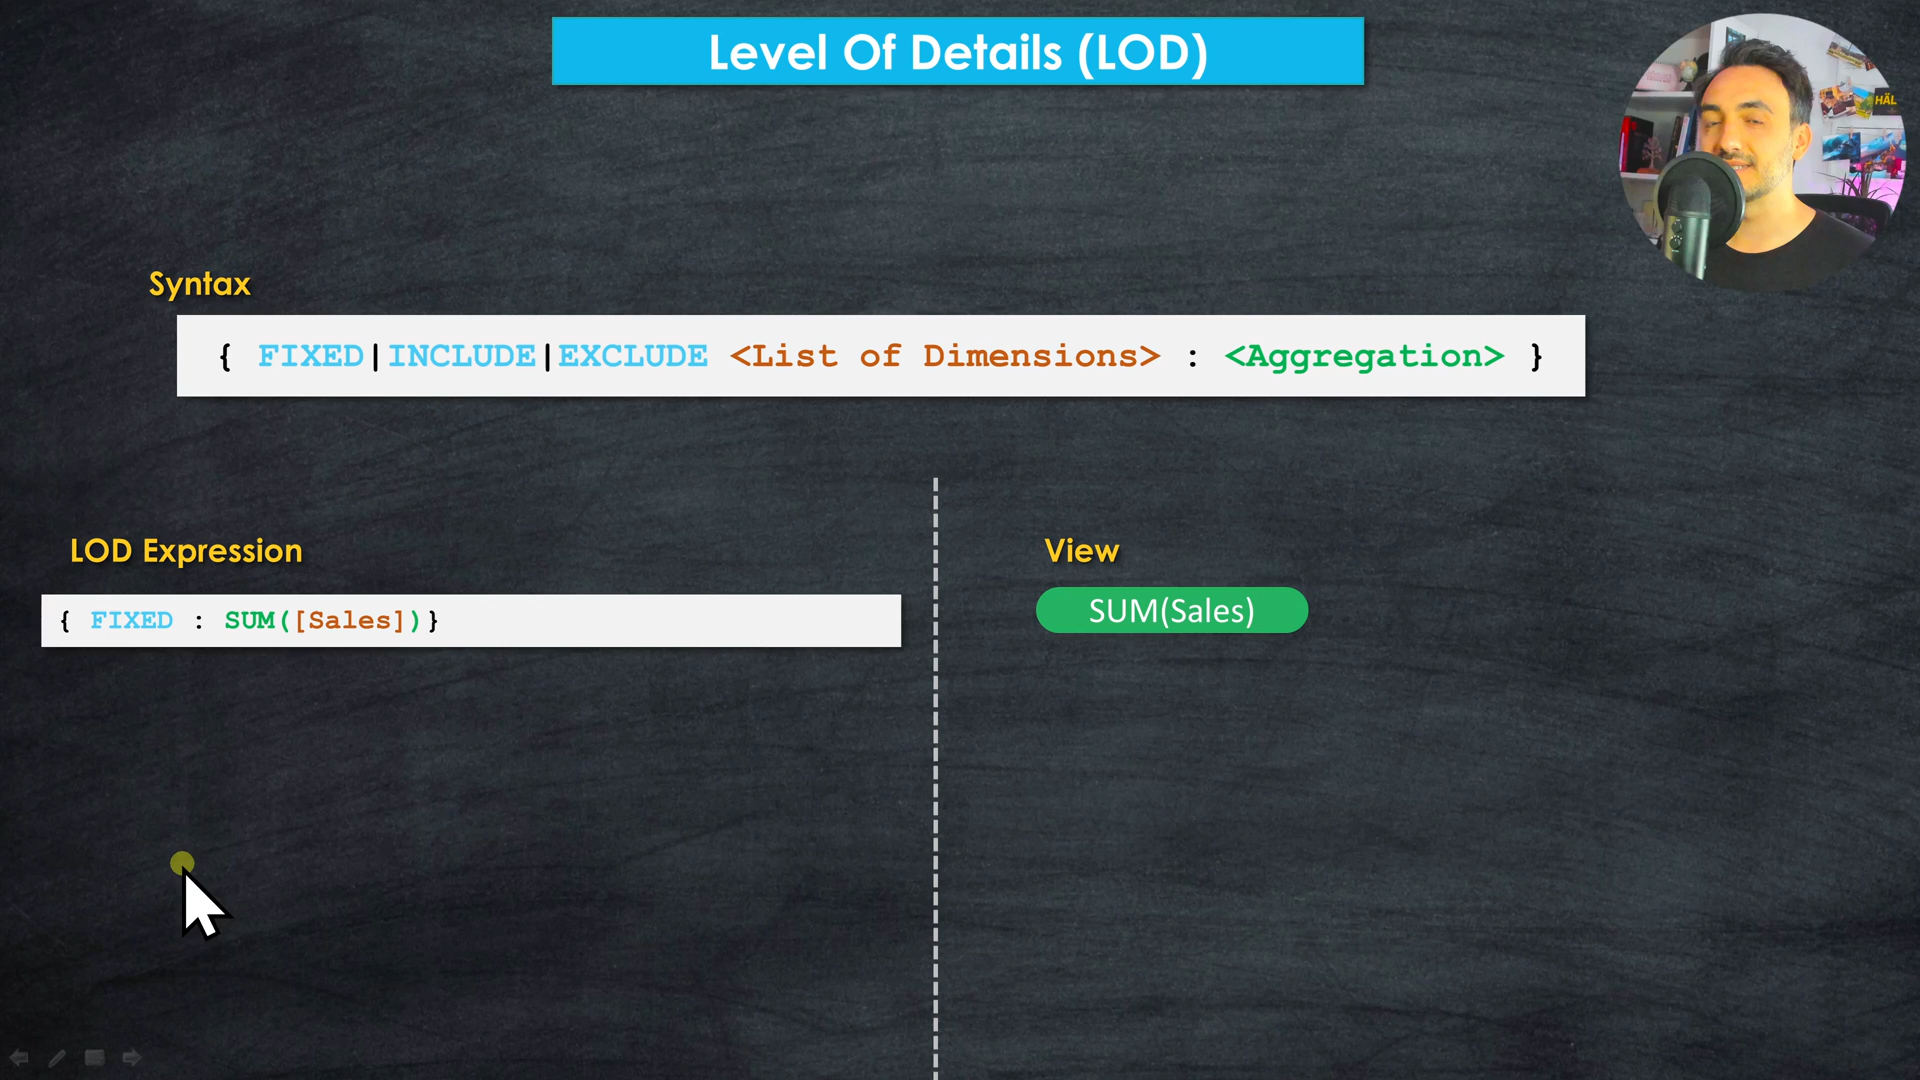 Level Of Details (LOD)
HÄL
Syntax
{ FIXED|INCLUDE|EXCLUDE <List of Dimensions> : <Aggregation> }
LOD Expression
View
{ FIXED : SUM([Sales])}
SUM(Sales)